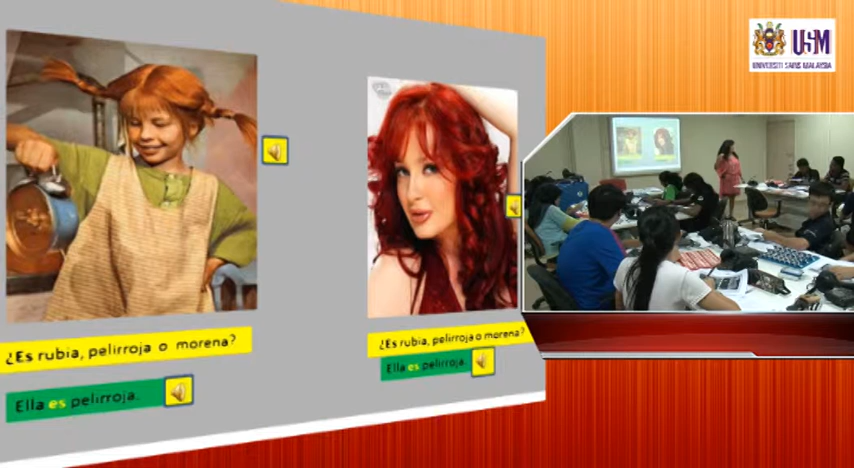 ¿Es rubia, pelirroja o morena?
Ella es pelirroja.
¿Es rubia, pelirroja o morena?
Ella es pelirroja.
USM
UNIVERSITI SAINS MALAYSIA